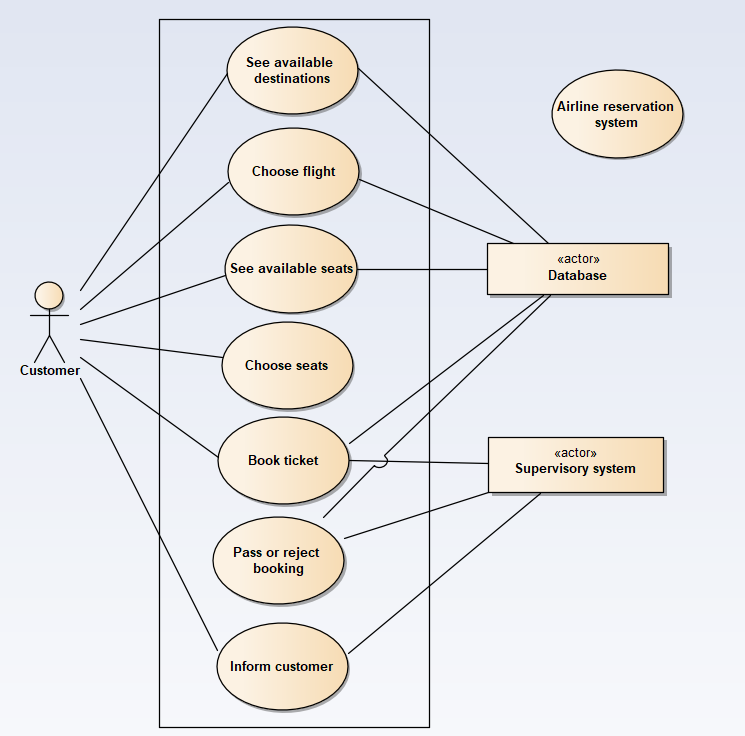 See available
destinations
Airline reservation
system
Choose flight
«actor»
Database
See available seats
Customer
Choose seats
Book ticket
«actor»
Supervisory system
Pass or reject
booking
Inform customer